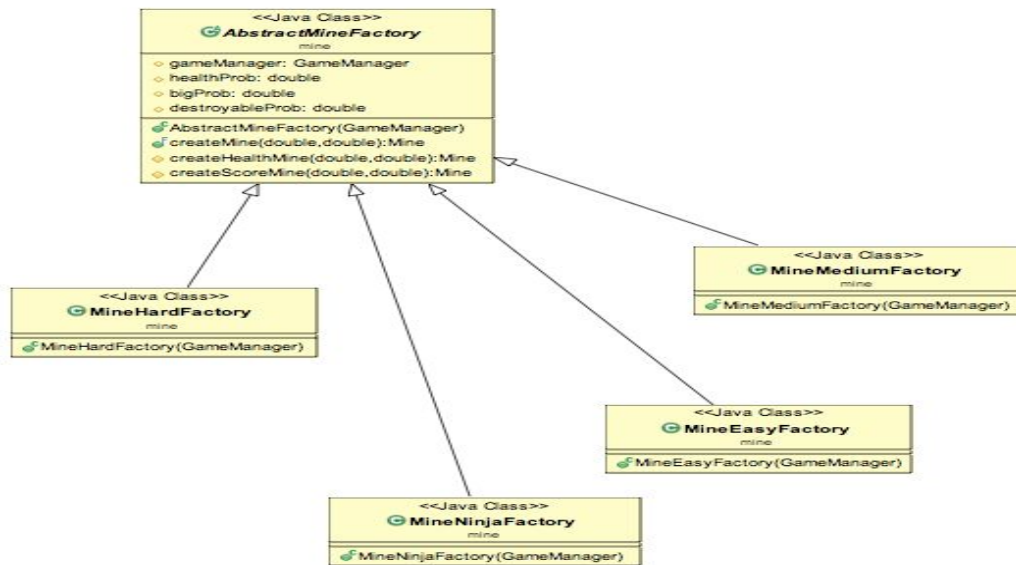 <<Java Class>>
AbstractMineFactory
mine
gameManager: GameManager
healthProb: double
bigProb: double
destroyableProb: double
AbstractMineFactory(GameManager)
createMine(double,double):Mine
createHealthMine(double,double):Mine
createScoreMine(double,double):Mine
<<Java Class>>
MineMediumFactory
mine
MineMediumFactory(GameManager)
<<Java Class>>
MineHardFactory
mine
MineHardFactory(GameManager)
<<Java Class>>
MineEasyFactory
mine
MineEasyFactory(GameManager)
<<Java Class>>
MineNinjaFactory
mine
MineNinjaFactory(GameManager)